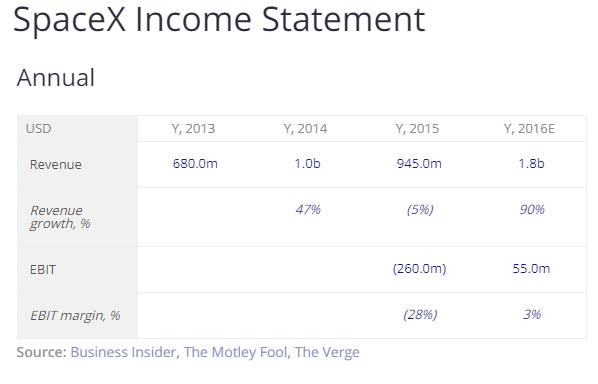 SpaceX Income Statement
Annual
USD Y, 2013 Y, 2014 Y, 2015 Y, 2016E
Revenue 680.0m 1.0b 945.0m 1.8b
Revenue
growth, % 47% (5%) 90%
EBIT (260.0m) 55.0m
EBIT margin, % (28%) 3%
Source: Business Insider, The Motley Fool, The Verge